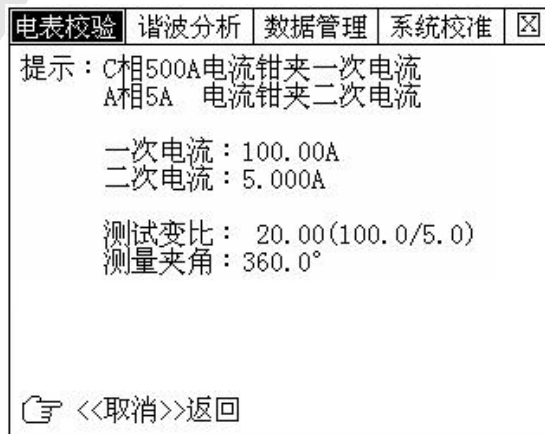 电表校验 谐波分析 数据管理 系统校准
提示：C相500A电流钳夹一次电流
A相5A 电流钳夹二次电流
一次电流：100.00A
二次电流：5.000A
测试变比： 20.00(100.0/5.0)
测量夹角：360.0°
<<取消>>返回